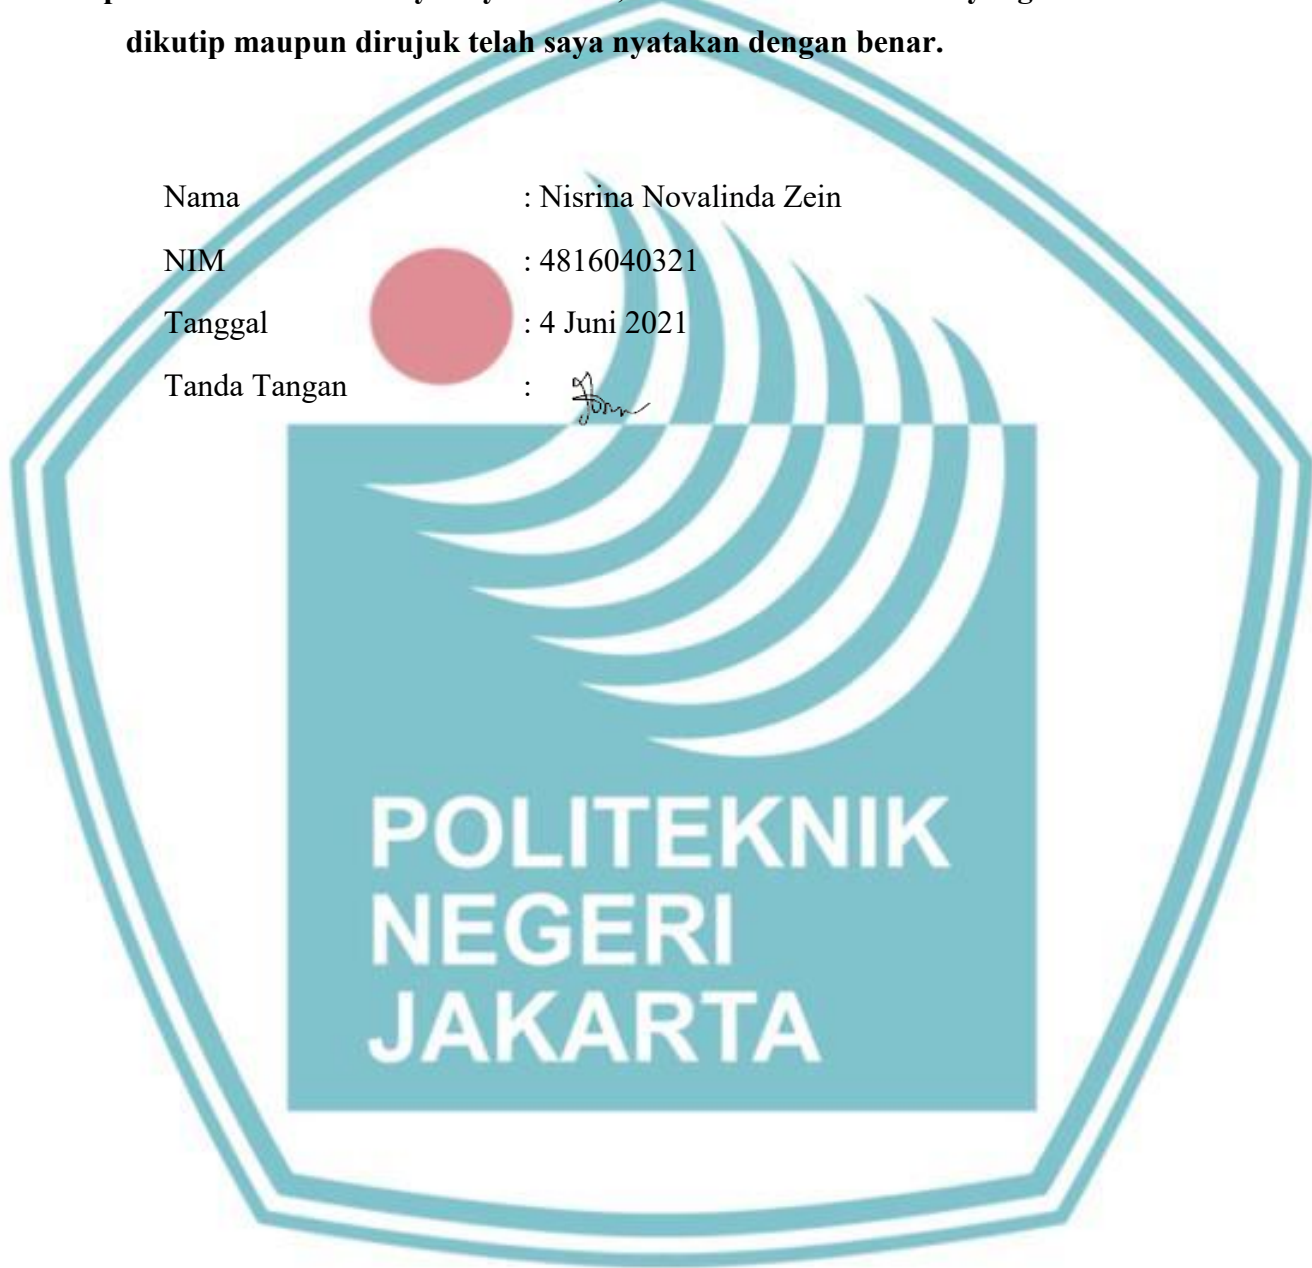 dikutip maupun dirujuk telah saya nyatakan dengan benar.
Nama : Nisrina Novalinda Zein
NIM : 4816040321
Tanggal : 4 Juni 2021
Tanda Tangan :
POLITEKNIK
NEGERI
JAKARTA